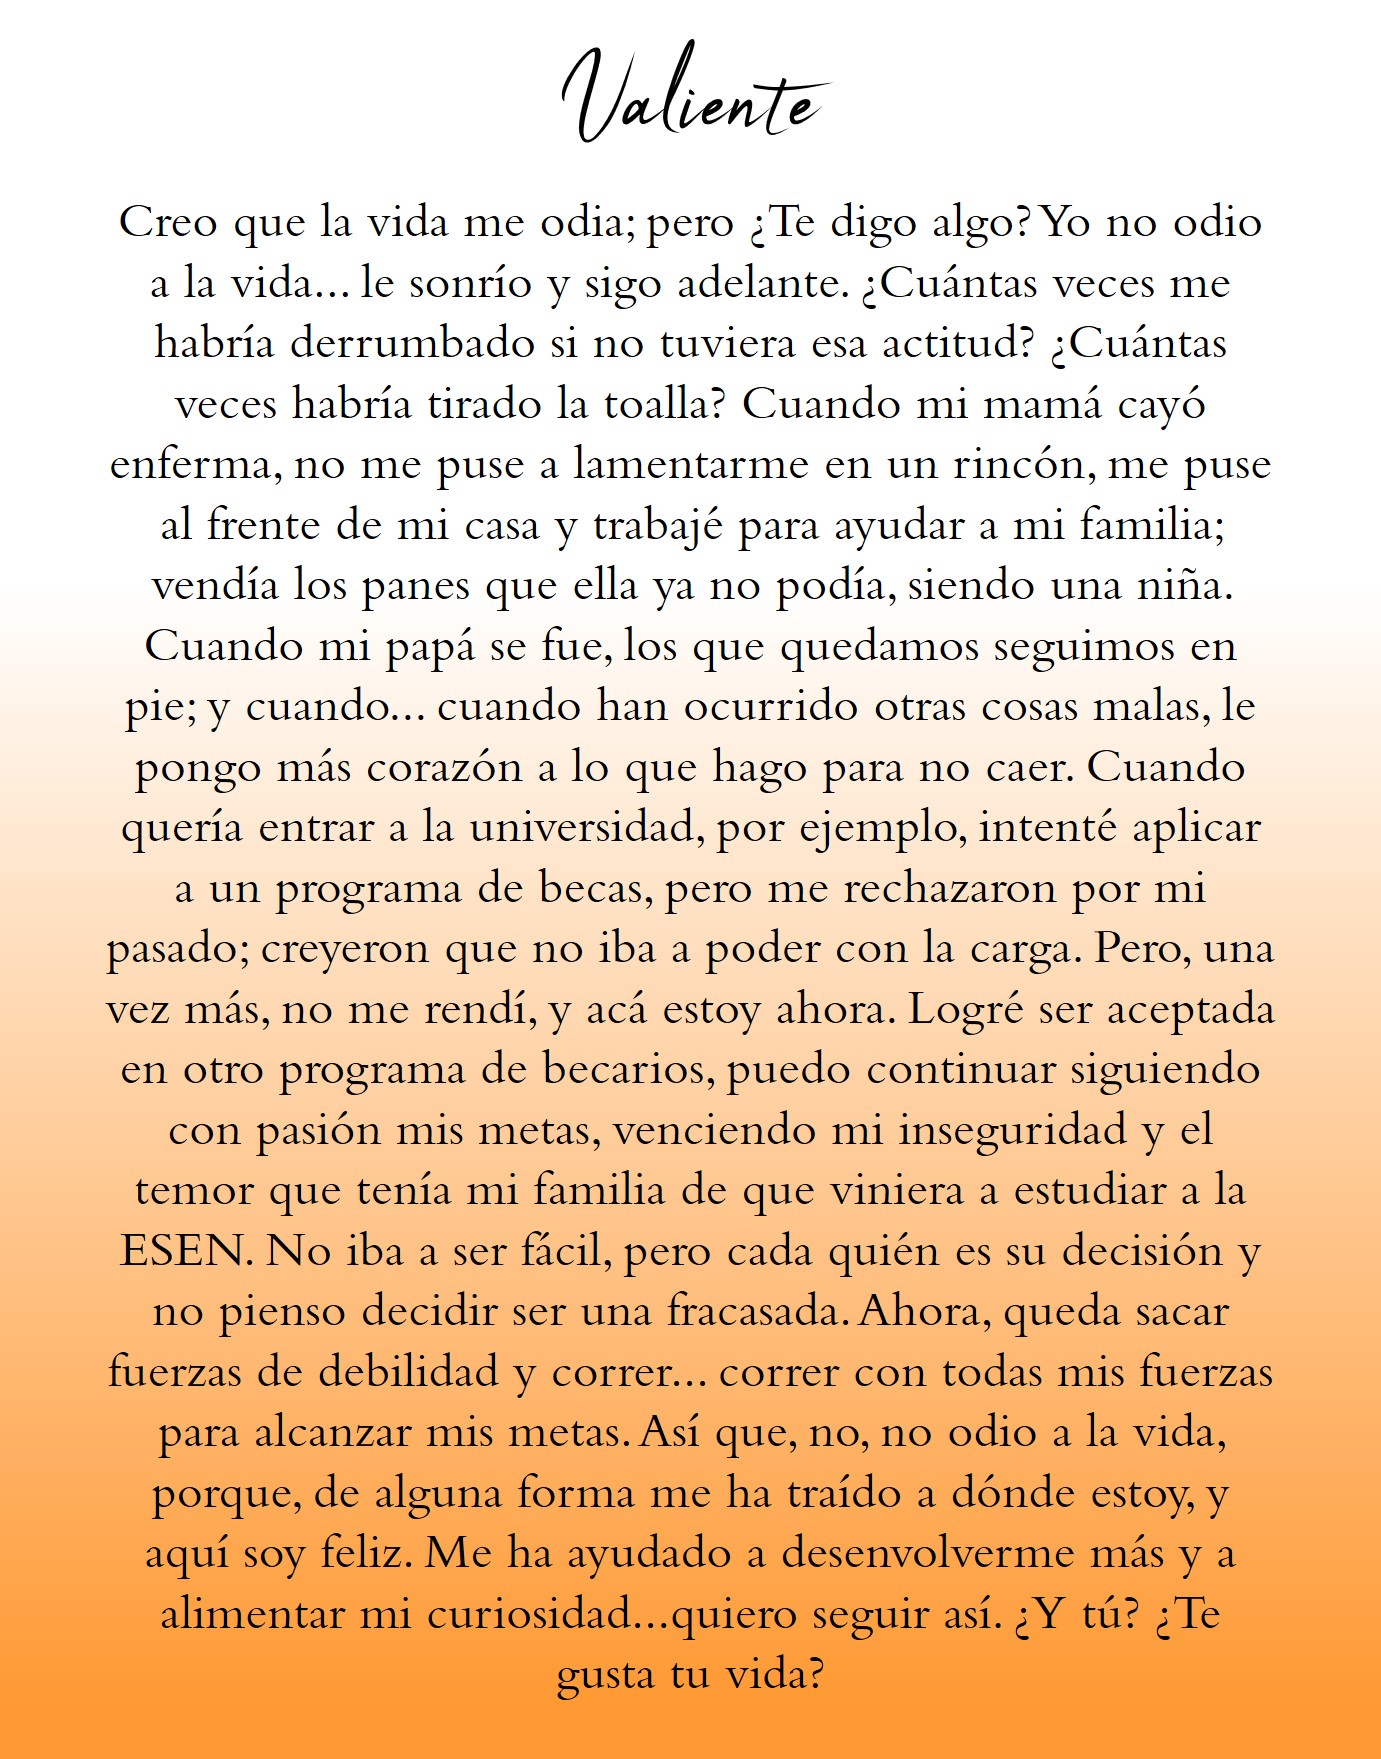 Valiente
Creo que la vida me odia; pero ¿Te digo algo? Yo no odio
a la vida... le sonrío y sigo adelante. ¿Cuántas veces me
habría derrumbado si no tuviera esa actitud? ¿Cuántas
veces habría tirado la toalla? Cuando mi mamá cayó
enferma, no me puse a lamentarme en un rincón, me puse
al frente de mi casa y trabajé para ayudar a mi familia;
vendía los panes que ella ya no podía, siendo una niña.
Cuando mi papá se fue, los que quedamos seguimos en
pie; y cuando... cuando han ocurrido otras cosas malas, le
pongo más corazón a lo que hago para no caer. Cuando
quería entrar a la universidad, por ejemplo, intenté aplicar
a un programa de becas, pero me rechazaron por mi
pasado; creyeron que no iba a poder con la carga. Pero, una
vez más, no me rendí, y acá estoy ahora. Logré ser aceptada
en otro programa de becarios, puedo continuar siguiendo
con pasión mis metas, venciendo mi inseguridad y el
temor que tenía mi familia de que viniera a estudiar a la
ESEN. No iba a ser fácil, pero cada quién es su decisión y
no pienso decidir ser una fracasada. Ahora, queda sacar
fuerzas de debilidad y correr... correr con todas mis fuerzas
para alcanzar mis metas. Así que, no, no odio a la vida,
porque, de alguna forma me ha traído a dónde estoy, y
aquí soy feliz. Me ha ayudado a desenvolverme más y a
alimentar mi curiosidad...quiero seguir así. ¿Y tú? ¿Te
gusta tu vida?